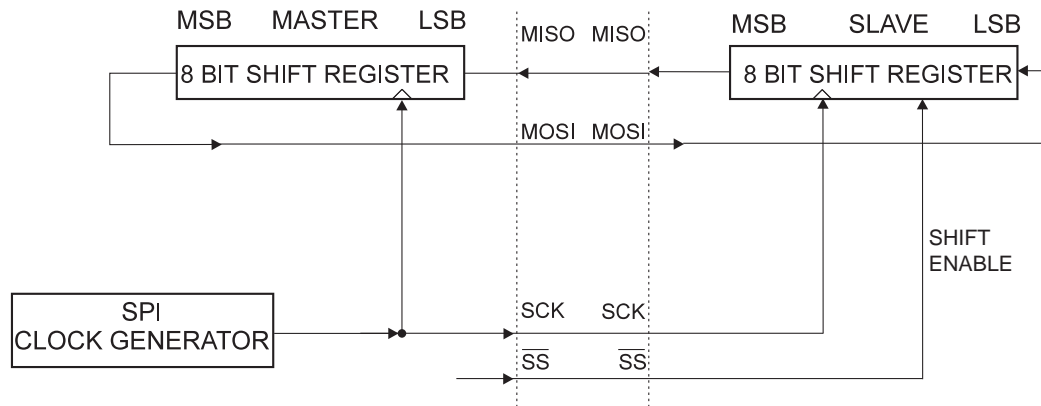 MSB MASTER LSB
MISO MISO
MSB SLAVE LSB
8 BIT SHIFT REGISTER
8 BIT SHIFT REGISTER
MOSI MOSI
SHIFT
ENABLE
SPI
CLOCK GENERATOR
SCK SCK
SS SS